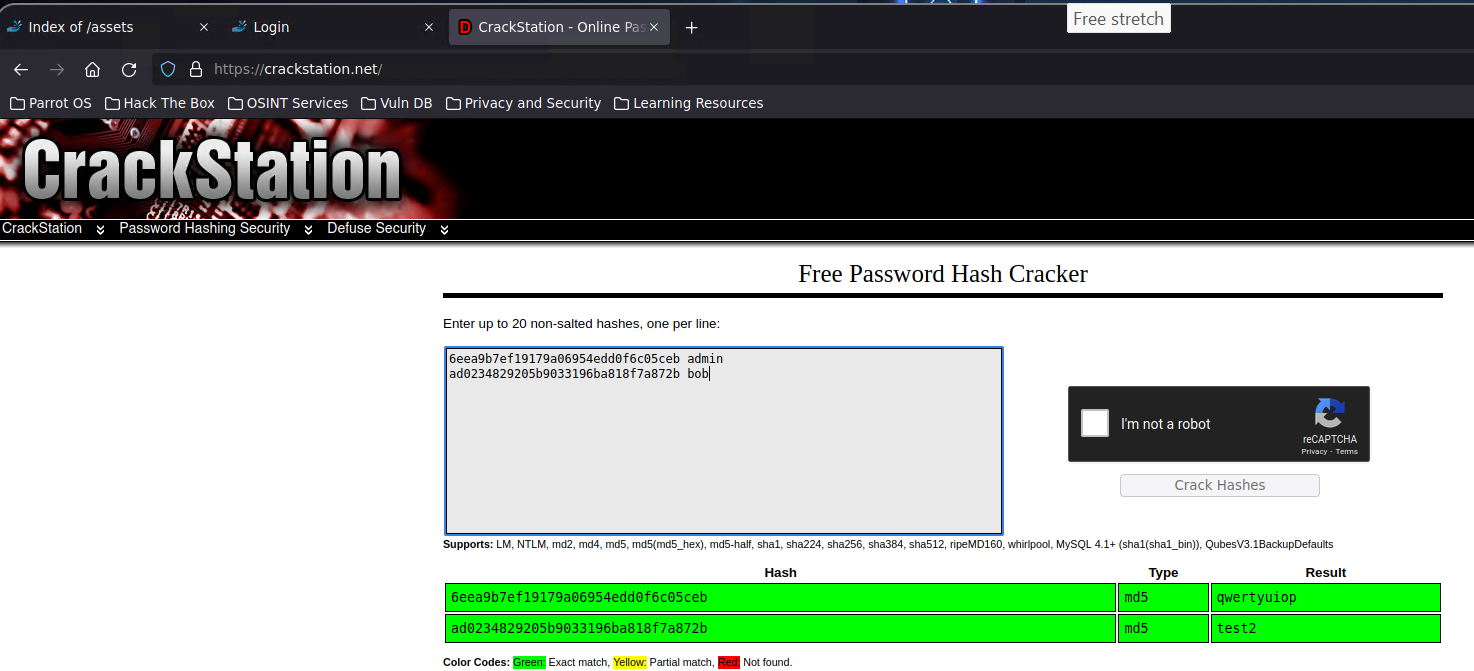 Free stretch
Index of /assets
Login
CrackStation - Online Pas
https://crackstation.net/
Parrot OS Hack The Box OSINT Services Vuln DB Privacy and Security Learning Resources
CrackStation
CrackStation Password Hashing Security Defuse Security
Free Password Hash Cracker
Enter up to 20 non-salted hashes, one per line:
6eea9b7ef19179a06954edd0f6c05ceb admin
ad0234829205b9033196ba818f7a872b bob
I'm not a robot
reCAPTCHA
Privacy - Terms
Crack Hashes
Supports: LM, NTLM, md2, md4, md5, md5(md5_hex), md5-half, sha1, sha224, sha256, sha384, sha512, ripeMD160, whirlpool, MySQL 4.1+ (sha1(sha1_bin)), QubesV3.1BackupDefaults
Hash Type Result
6eea9b7ef19179a06954edd0f6c05ceb md5 qwertyuiop
ad0234829205b9033196ba818f7a872b md5 test2
Color Codes: Green: Exact match, Yellow: Partial match, Red: Not found.